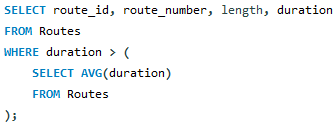 SELECT route_id, route_number, length, duration
FROM Routes
WHERE duration > (
    SELECT AVG(duration)
    FROM Routes
);